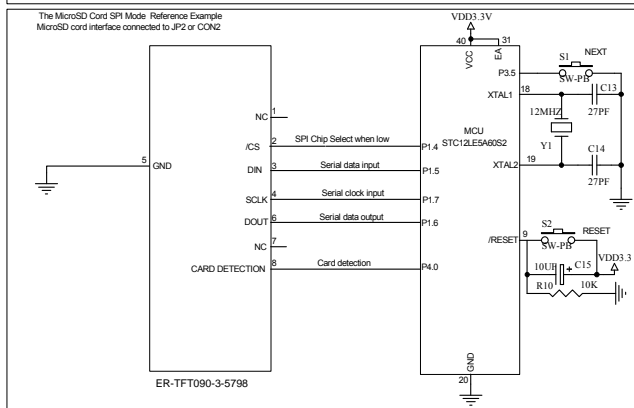 The MicroSD Cord SPI Mode Reference Example
MicroSD cord interface connected to JP2 or CON2
VDD3.3V
40
31
VCC
EA
S1
NEXT
P3.5
SW-PB
C13
XTAL1
18
27PF
12MHZ
Y1
MCU
STC12LE5A60S2
C14
XTAL2
19
27PF
NC
1
/CS
2
SPI Chip Select when low
P1.4
5
GND
DIN
3
Serial data input
P1.5
SCLK
4
Serial clock input
P1.7
DOUT
6
Serial data output
P1.6
NC
7
CARD DETECTION
8
Card detection
P4.0
/RESET
9
S2
RESET
SW-PB
VDD3.3
10UF
+
C15
R10
10K
GND
20
ER-TFT090-3-5798